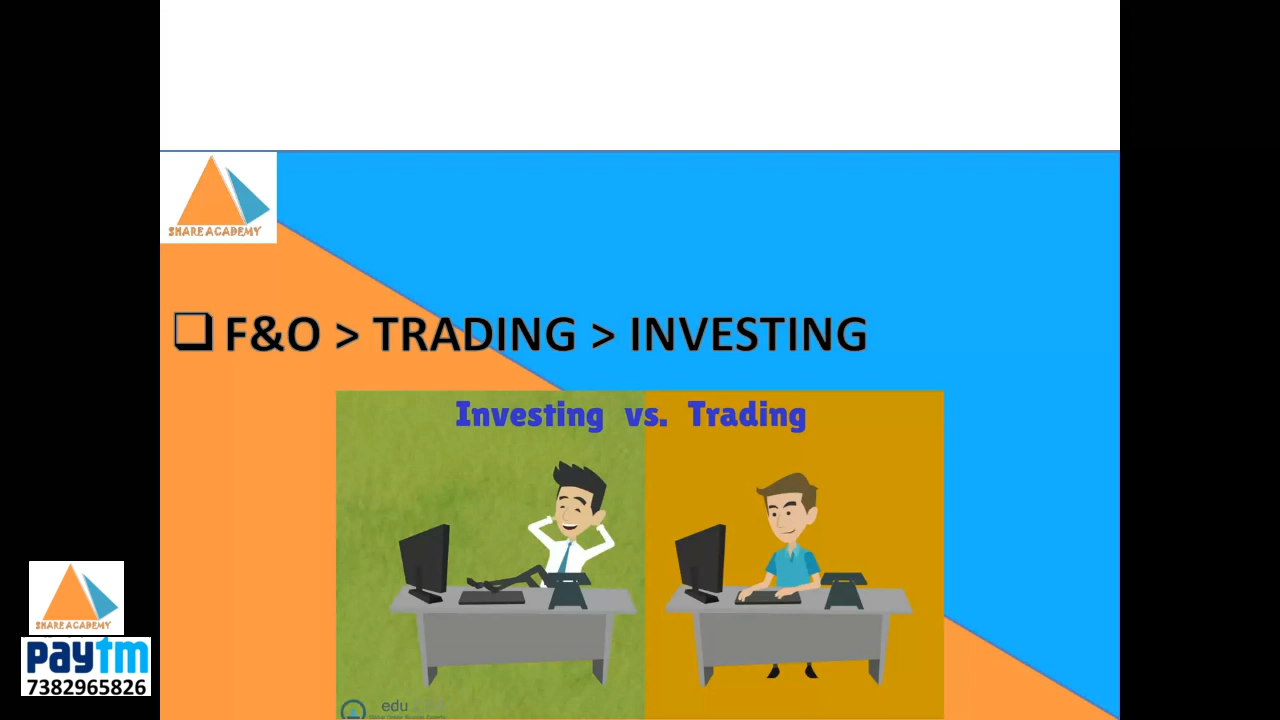 SHARE ACADEMY
❑ F&O > TRADING > INVESTING
Investing vs. Trading
edu
SHARE ACADEMY
paytm
7382965826